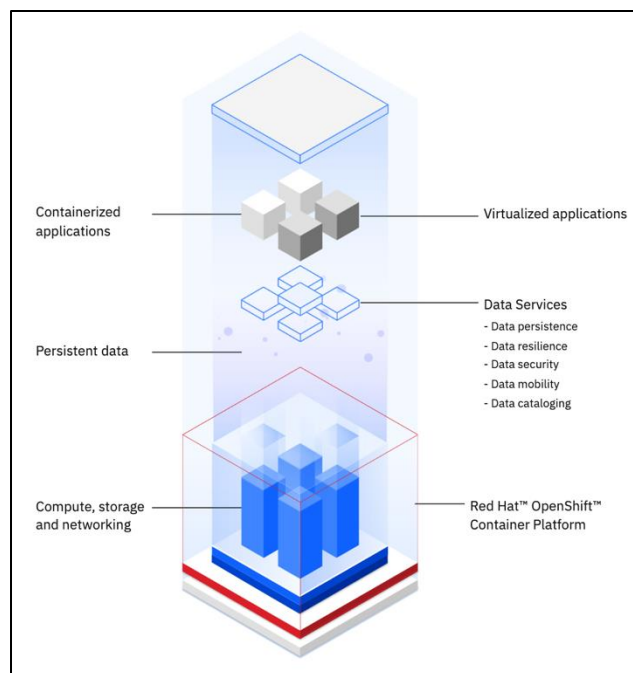 Containerized
applications
Virtualized applications
Data Services
- Data persistence
- Data resilience
- Data security
- Data mobility
- Data cataloging
Persistent data
Compute, storage
and networking
Red Hat™ OpenShift™
Container Platform